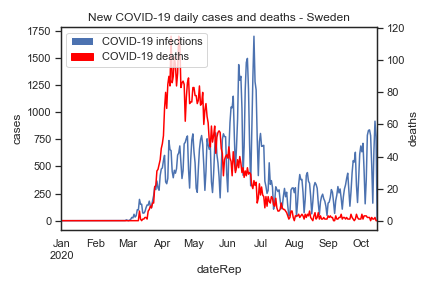 New COVID-19 daily cases and deaths - Sweden
COVID-19 infections
COVID-19 deaths
1750
1500
1250
1000
750
500
250
0
cases
120
100
80
60
40
20
0
deaths
Jan Feb Mar Apr May Jun Jul Aug Sep Oct
2020
dateRep